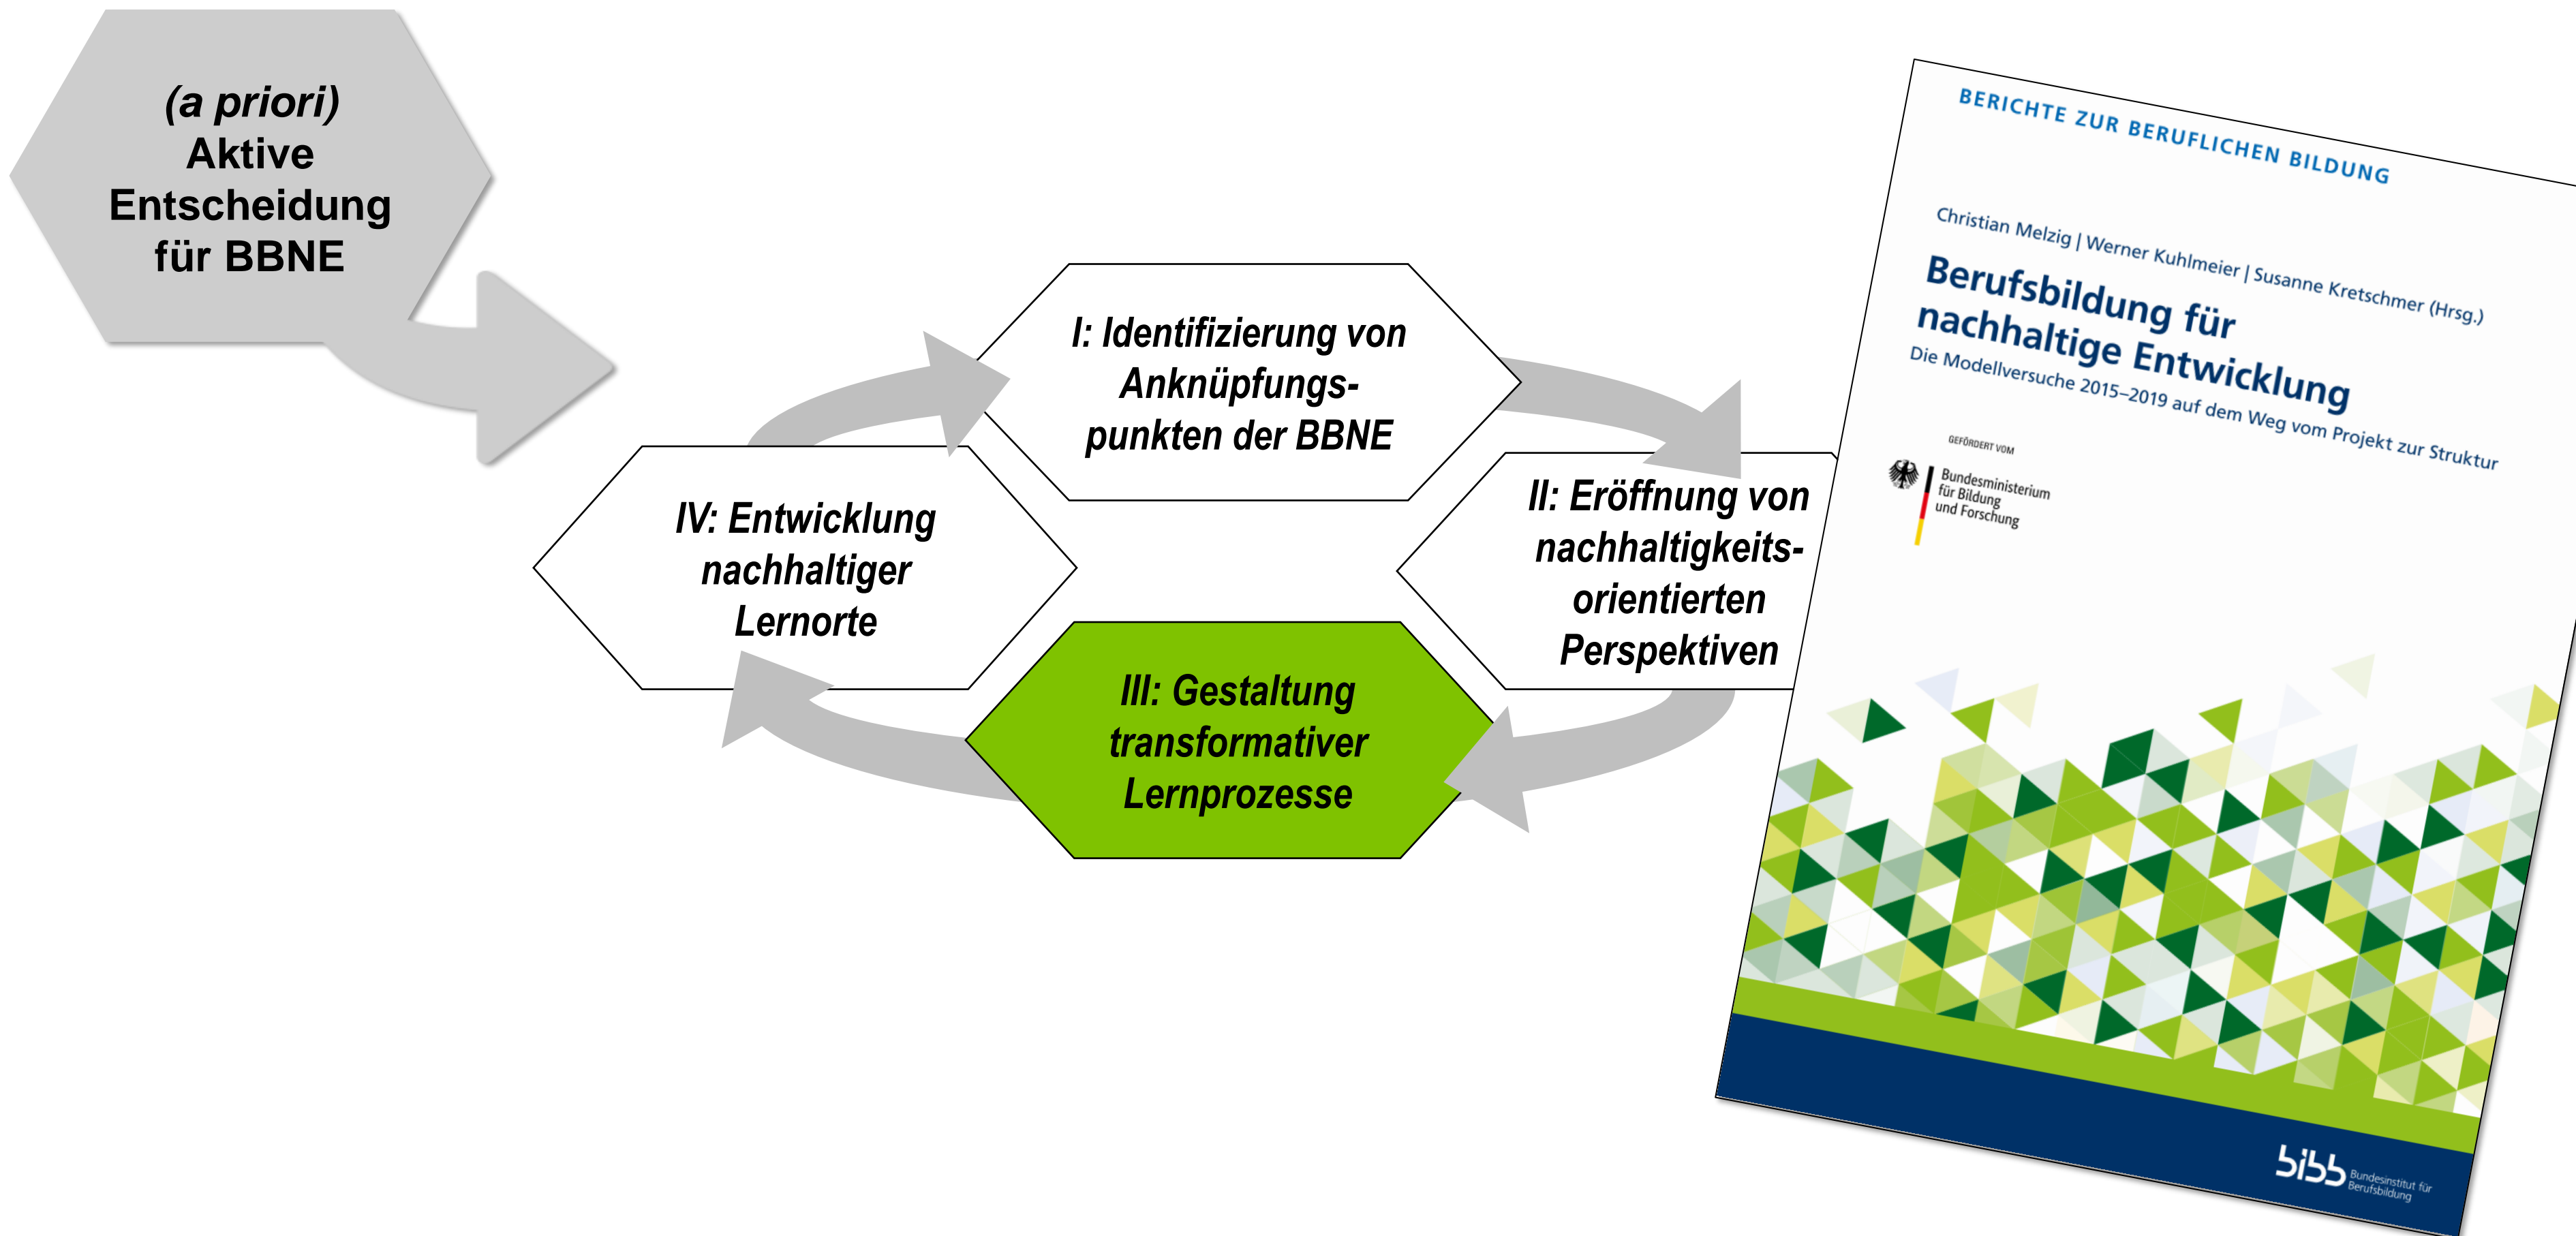 (a priori)
Aktive
Entscheidung
für BBNE
I: Identifizierung von
Anknüpfungs-
punkten der BBNE
II: Eröffnung von
nachhaltigkeits-
orientierten
Perspektiven
III: Gestaltung
transformativer
Lernprozesse
IV: Entwicklung
nachhaltiger
Lernorte
BERICHTE ZUR BERUFLICHEN BILDUNG
Christian Melzig | Werner Kuhlmeier | Susanne Kretschmer (Hrsg.)
Berufsbildung für
nachhaltige Entwicklung
Die Modellversuche 2015–2019 auf dem Weg vom Projekt zur Struktur
GEFÖRDERT VOM
Bundesministerium
für Bildung
und Forschung
bibb
Bundesinstitut für
Berufsbildung